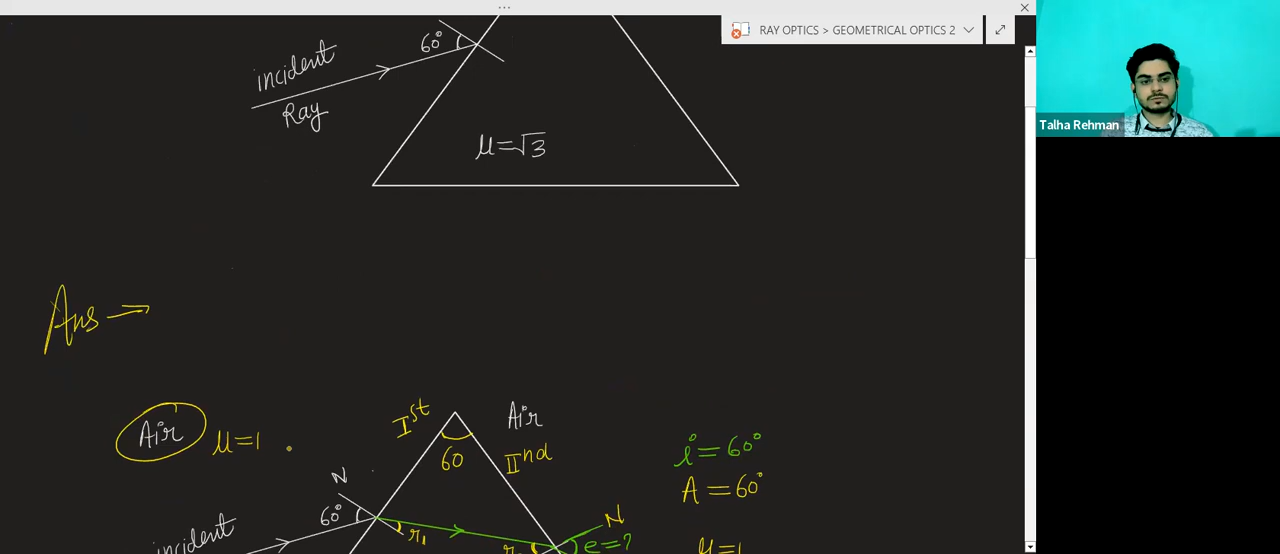 RAY OPTICS > GEOMETRICAL OPTICS 2
Talha Rehman
60°
incident
Ray
μ=√3
Ans ⇒
Air μ=1
Ist
Air
60
IInd
i=60°
A=60°
N
60°
incident
r₁
N
e=?
μ=1